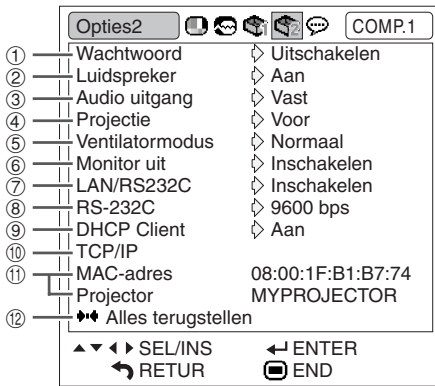 Opties2 COMP.1
① Wachtwoord Uitschakelen
② Luidspreker Aan
③ Audio uitgang Vast
④ Projectie Voor
⑤ Ventilatormodus Normaal
⑥ Monitor uit Inschakelen
⑦ LAN/RS232C Inschakelen
⑧ RS-232C 9600 bps
⑨ DHCP Client Aan
⑩ TCP/IP
⑪ MAC-adres 08:00:1F:B1:B7:74
Projector MYPROJECTOR
⑫ Alles terugstellen
SEL/INS ENTER
RETUR END